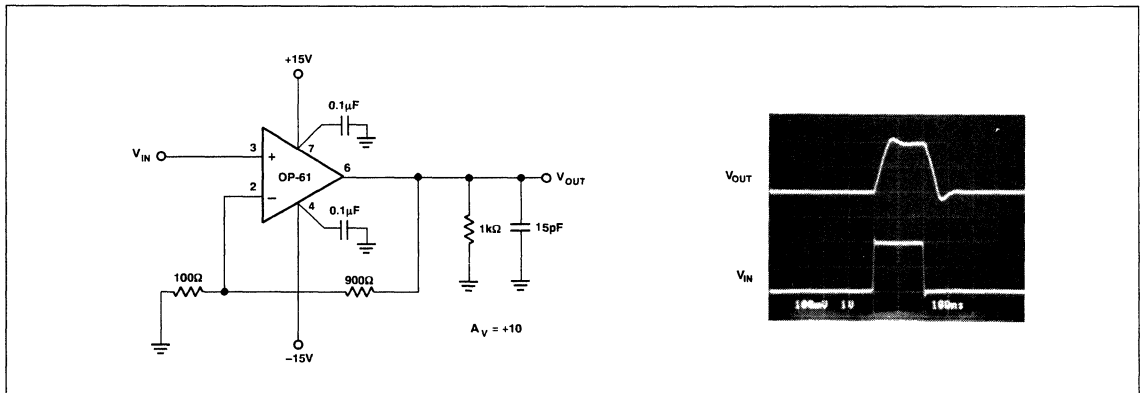 +15V
0.1µF
7
V_IN
3
+
OP-61
6
V_OUT
2
−
4
0.1µF
1kΩ
15pF
100Ω
900Ω
A_V = +10
−15V
V_OUT
V_IN
100mV 1V 100ns